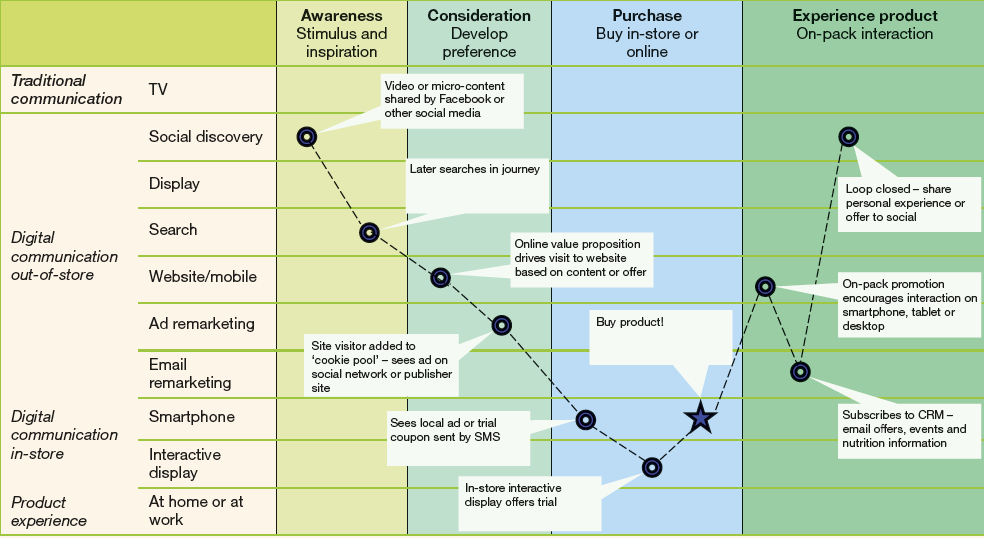 Awareness
Stimulus and
inspiration
Consideration
Develop
preference
Purchase
Buy in-store or
online
Experience product
On-pack interaction
Traditional
communication
TV
Video or micro-content
shared by Facebook or
other social media
Digital
communication
out-of-store
Social discovery
Display
Search
Website/mobile
Ad remarketing
Email
remarketing
Later searches in journey
Online value proposition
drives visit to website
based on content or offer
Site visitor added to
‘cookie pool’ – sees ad on
social network or publisher
site
Buy product!
Loop closed – share
personal experience or
offer to social
On-pack promotion
encourages interaction on
smartphone, tablet or
desktop
Subscribes to CRM –
email offers, events and
nutrition information
Digital
communication
in-store
Smartphone
Interactive
display
Sees local ad or trial
coupon sent by SMS
In-store interactive
display offers trial
Product
experience
At home or at
work